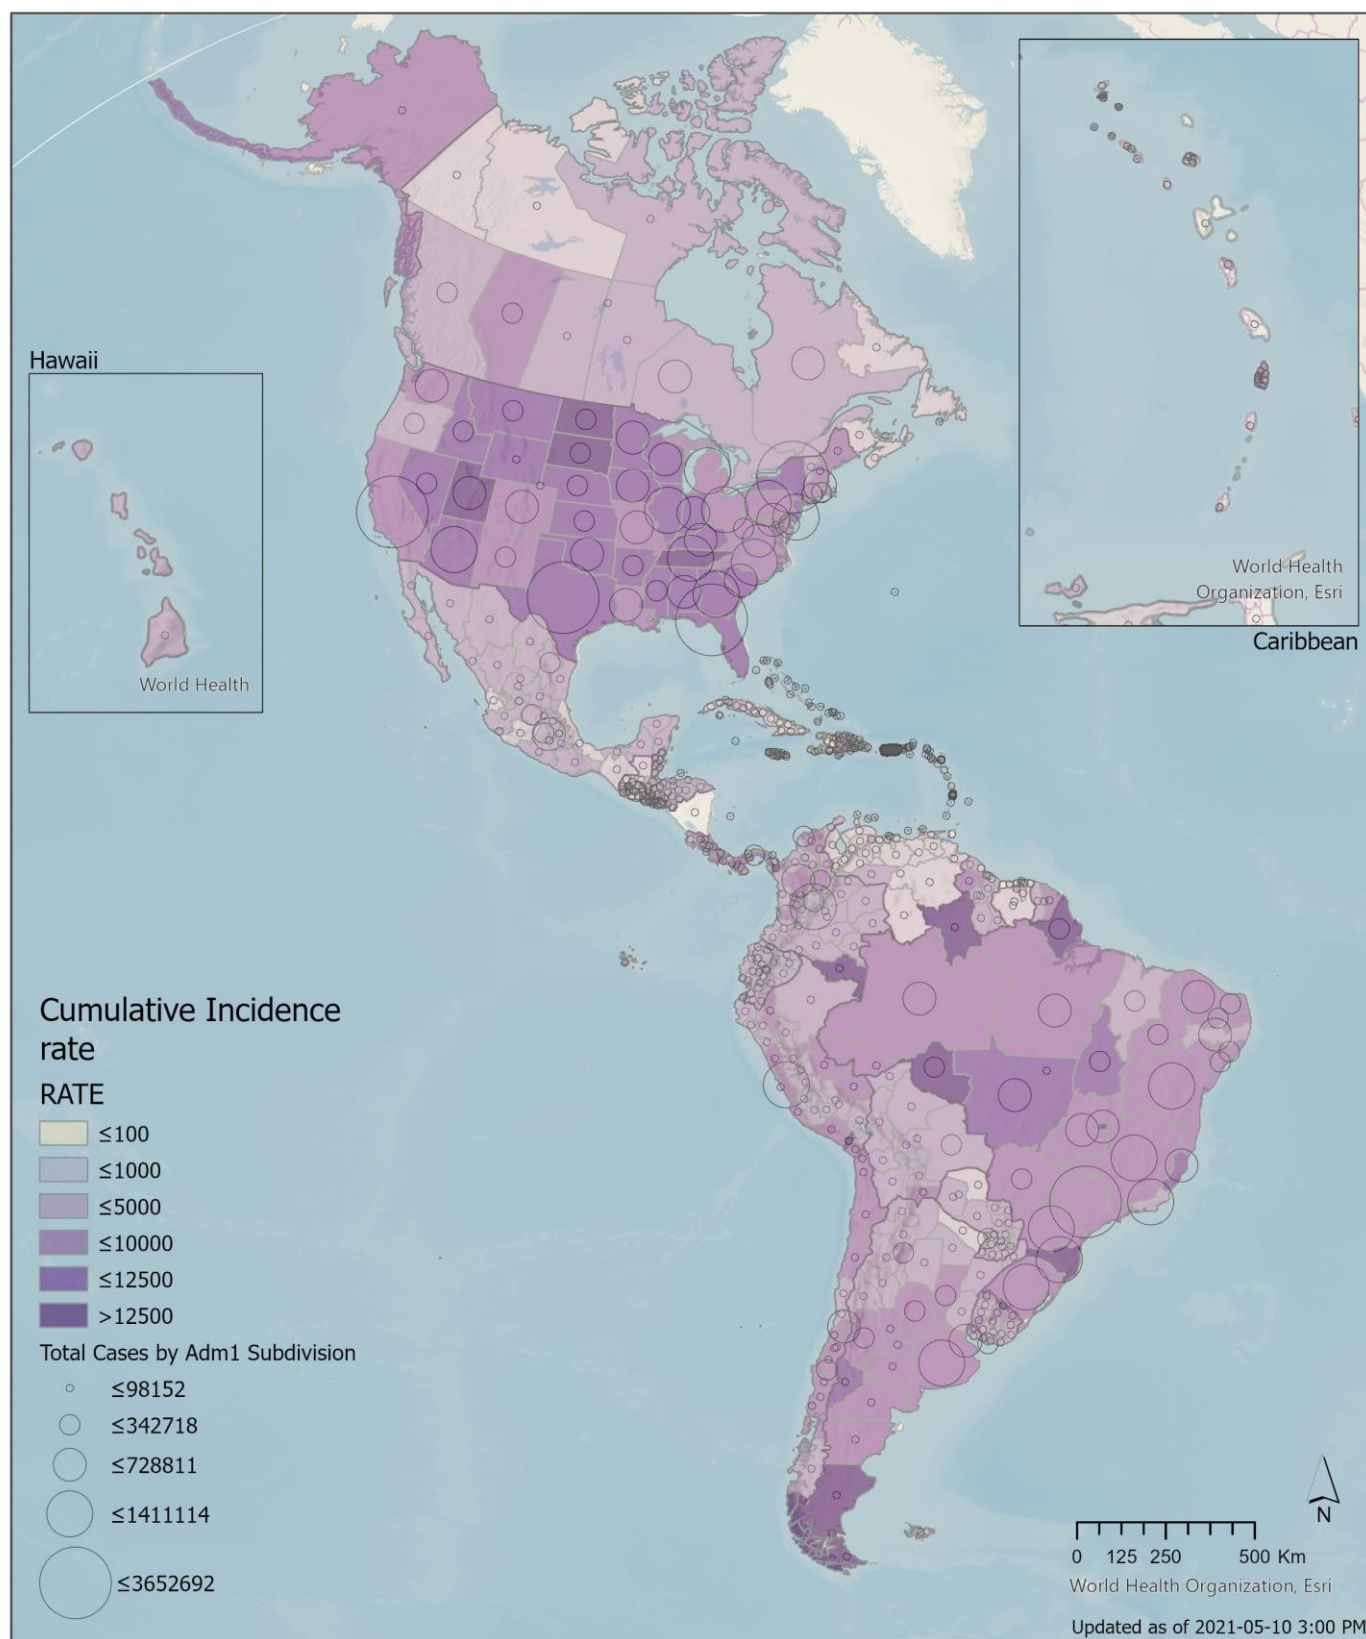 Hawaii
World Health
World Health
Organization, Esri
Caribbean
Cumulative Incidence
rate
RATE
≤100
≤1000
≤5000
≤10000
≤12500
>12500
Total Cases by Adm1 Subdivision
≤98152
≤342718
≤728811
≤1411114
≤3652692
N
0 125 250 500 Km
World Health Organization, Esri
Updated as of 2021-05-10 3:00 PM